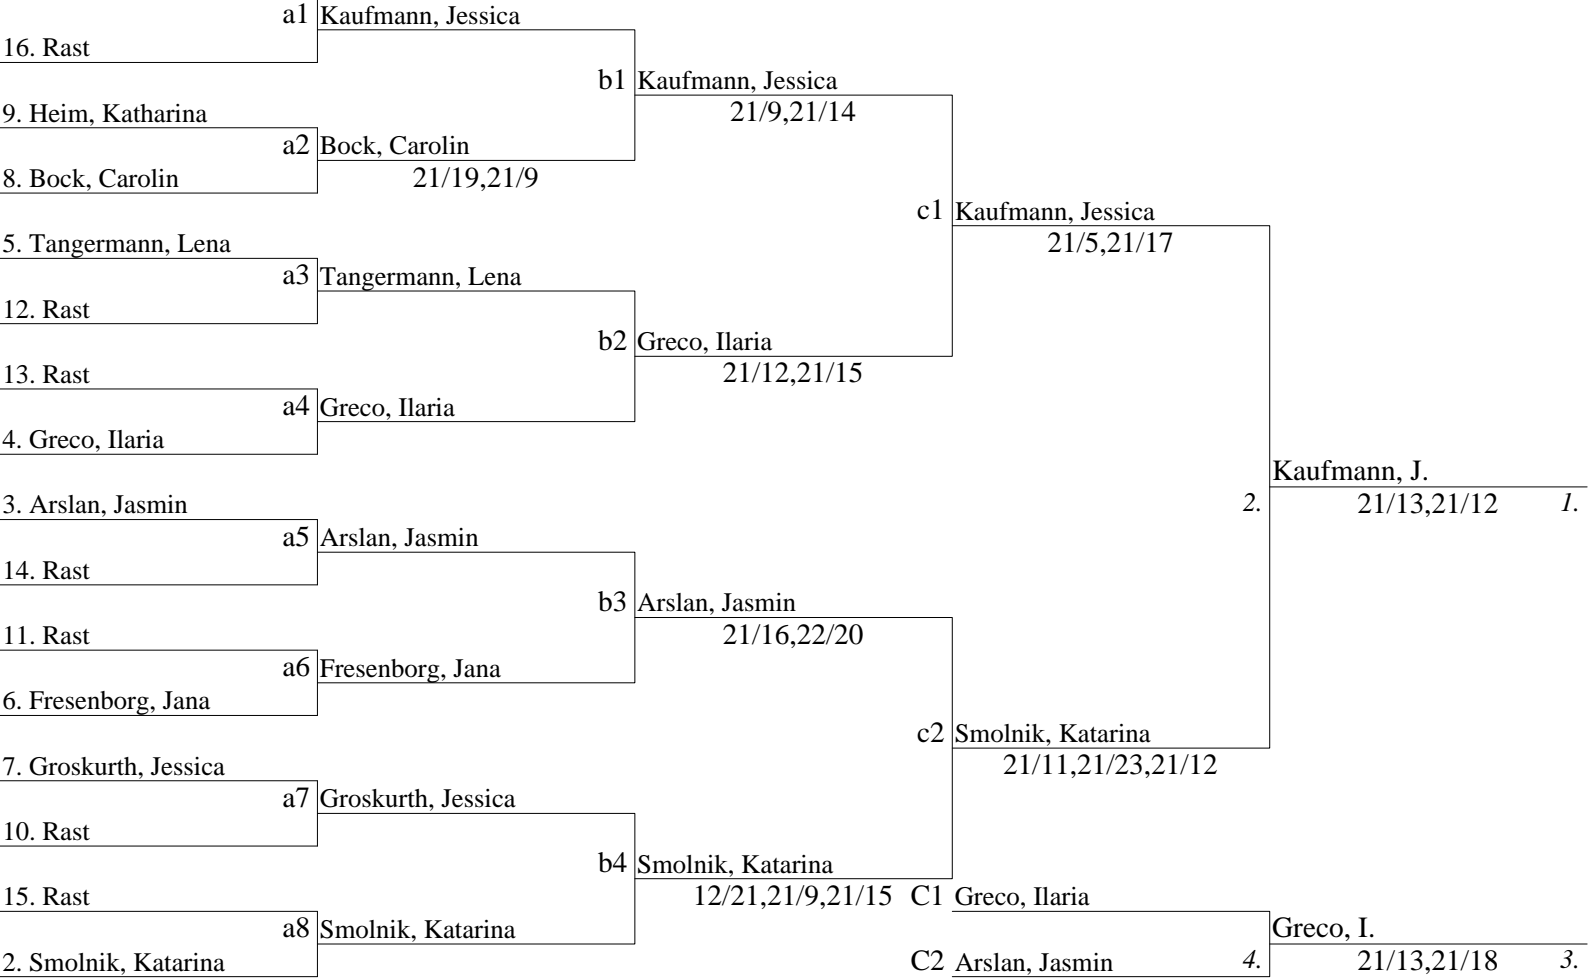 a1 Kaufmann, Jessica
16. Rast
b1 Kaufmann, Jessica
21/9,21/14
9. Heim, Katharina
a2 Bock, Carolin
21/19,21/9
8. Bock, Carolin
c1 Kaufmann, Jessica
21/5,21/17
5. Tangermann, Lena
a3 Tangermann, Lena
12. Rast
b2 Greco, Ilaria
21/12,21/15
13. Rast
a4 Greco, Ilaria
4. Greco, Ilaria
Kaufmann, J.
2. 21/13,21/12 1.
3. Arslan, Jasmin
a5 Arslan, Jasmin
14. Rast
b3 Arslan, Jasmin
21/16,22/20
11. Rast
a6 Fresenborg, Jana
6. Fresenborg, Jana
c2 Smolnik, Katarina
21/11,21/23,21/12
7. Groskurth, Jessica
a7 Groskurth, Jessica
10. Rast
b4 Smolnik, Katarina
12/21,21/9,21/15
15. Rast
a8 Smolnik, Katarina
2. Smolnik, Katarina
C1 Greco, Ilaria
Greco, I.
21/13,21/18 3.
C2 Arslan, Jasmin 4.